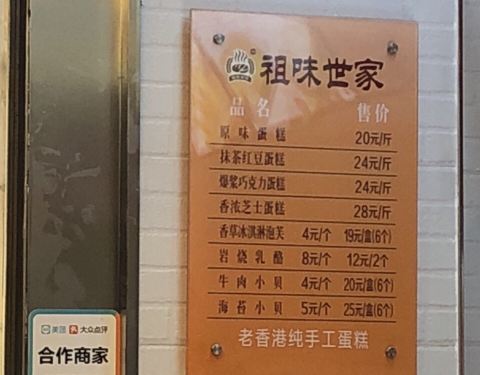 祖味世家
品名 售价
原味蛋糕 20元/斤
抹茶红豆蛋糕 24元/斤
爆浆巧克力蛋糕 24元/斤
香浓芝士蛋糕 28元/斤
香草冰淇淋泡芙 4元/个 19元/盒(6个)
岩烧乳酪 8元/个 12元/2个
牛肉小贝 4元/个 20元/盒(6个)
海苔小贝 5元/个 25元/盒(6个)
老香港纯手工蛋糕
美团 大众点评
合作商家